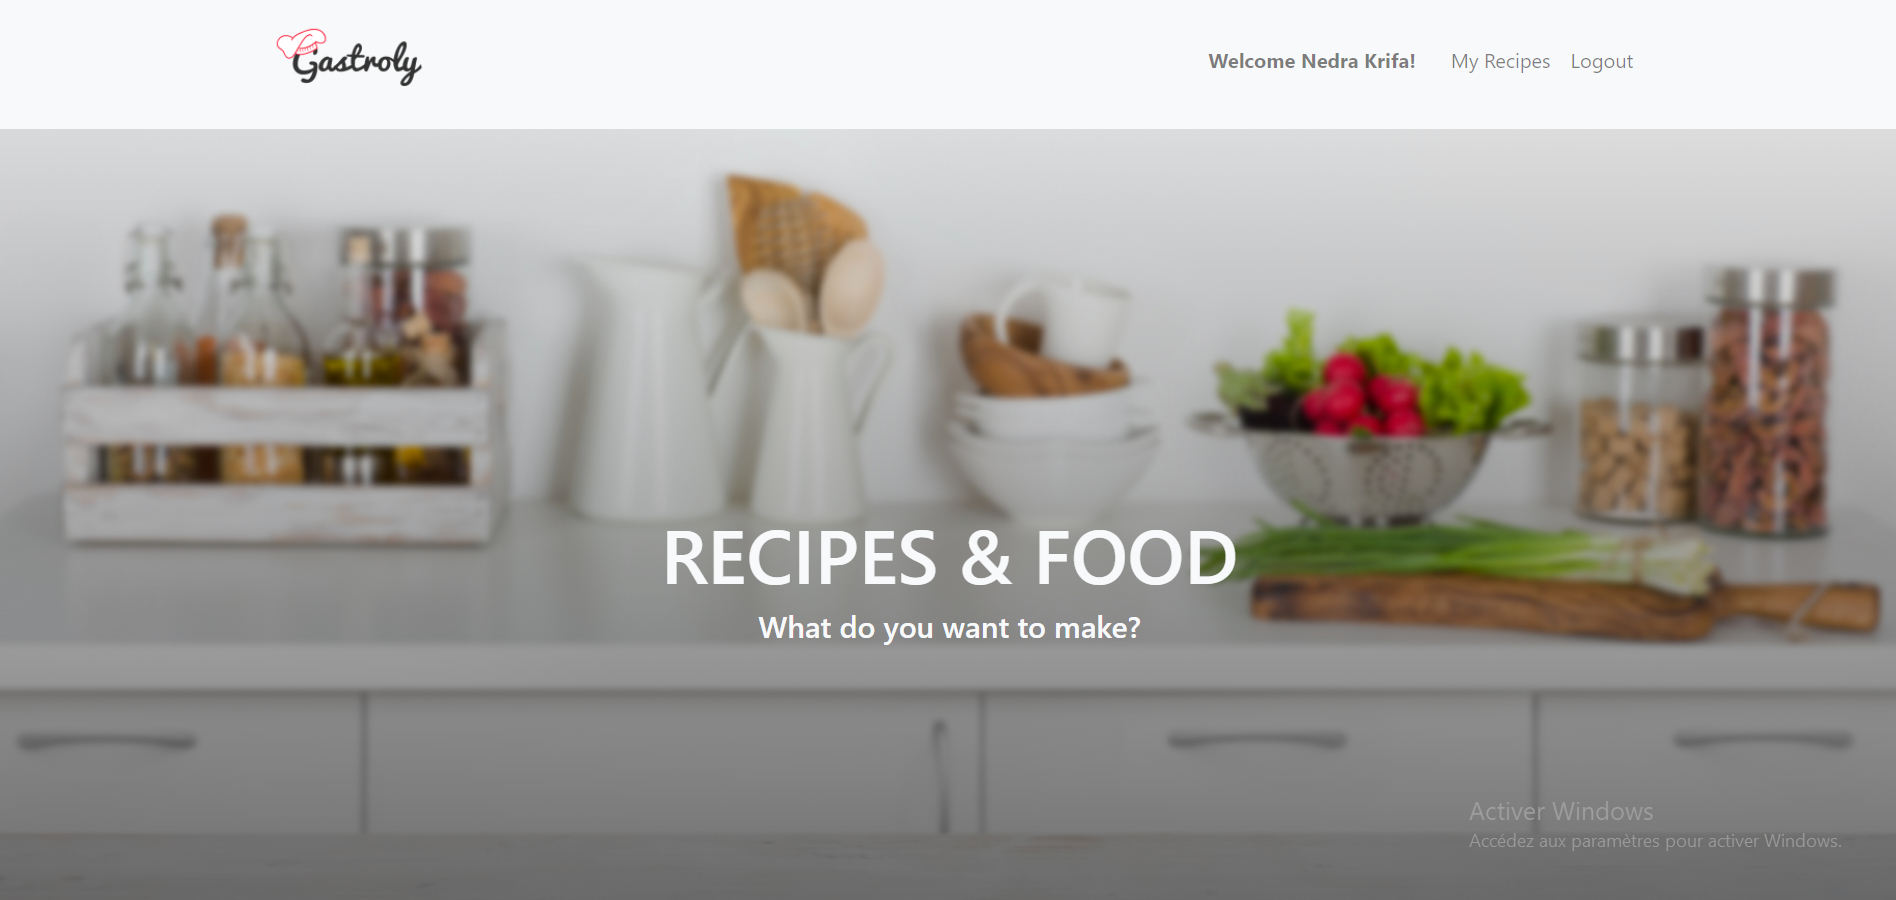 Gastroly
Welcome Nedra Krifa!
My Recipes
Logout
RECIPES & FOOD
What do you want to make?
Activer Windows
Accédez aux paramètres pour activer Windows.